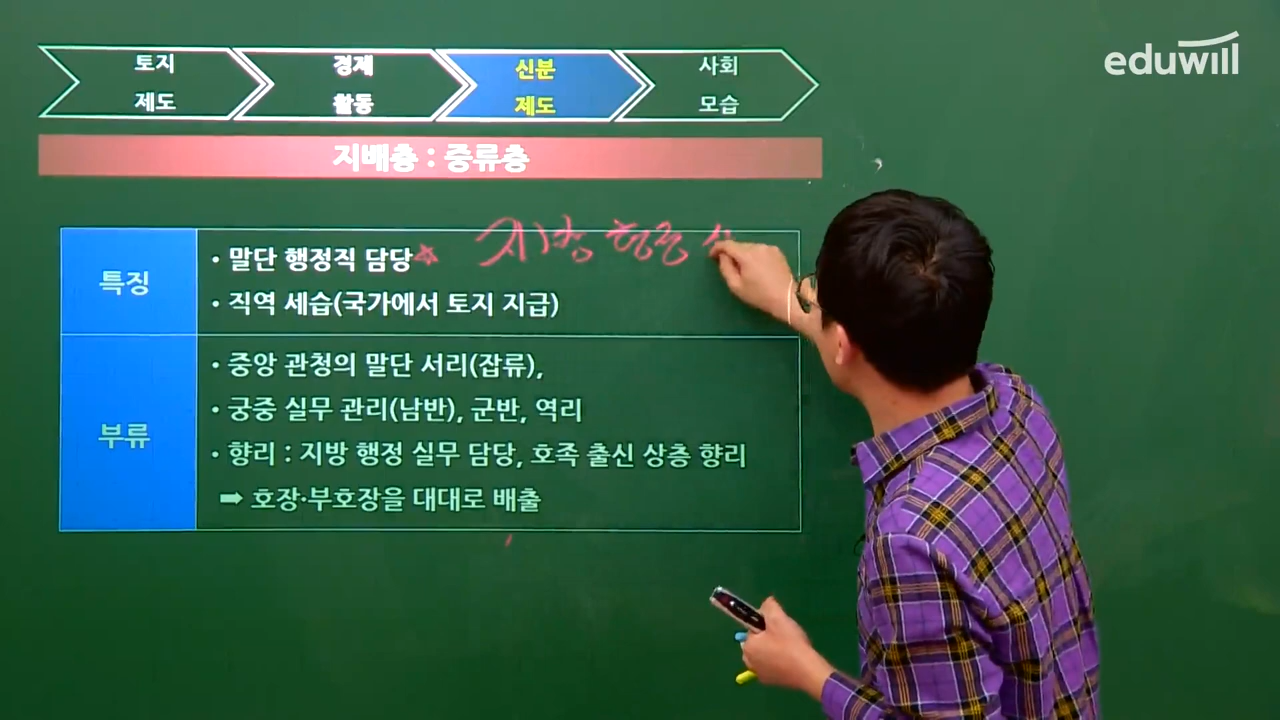 eduwill
토지
제도
경제
활동
신분
제도
사회
모습
지배층 : 중류층
특징
• 말단 행정직 담당☆ 지방 행정
• 직역 세습(국가에서 토지 지급)
부류
• 중앙 관청의 말단 서리(잡류),
• 궁중 실무 관리(남반), 군반, 역리
• 향리 : 지방 행정 실무 담당, 호족 출신 상층 향리
➡ 호장·부호장을 대대로 배출